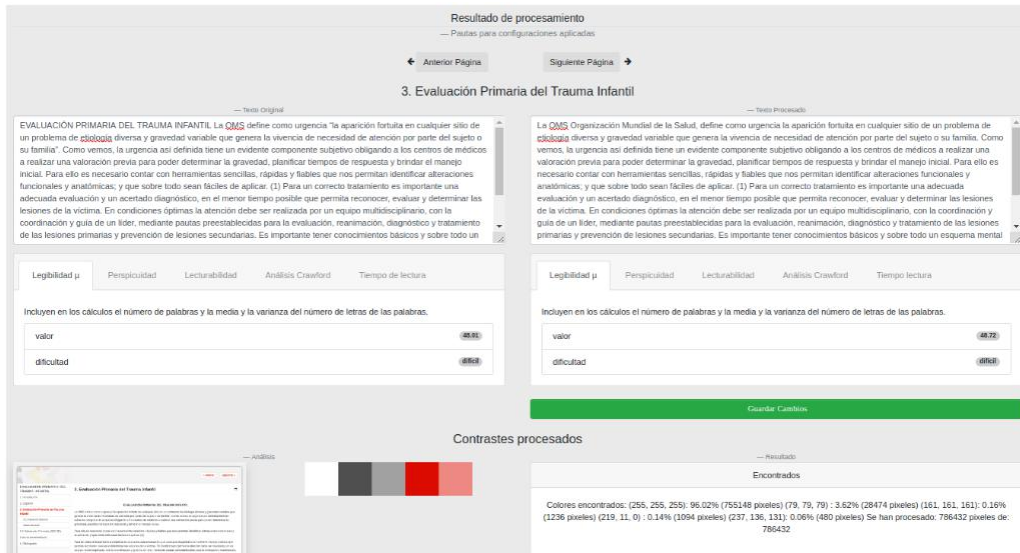 Resultado de procesamiento
— Pautas para configuraciones aplicadas
Anterior Página
Siguiente Página
3. Evaluación Primaria del Trauma Infantil
— Texto Original
EVALUACIÓN PRIMARIA DEL TRAUMA INFANTIL La OMS define como urgencia "la aparición fortuita en cualquier sitio de
un problema de etiología diversa y gravedad variable que genera la vivencia de necesidad de atención por parte del sujeto o
su familia". Como vemos, la urgencia así definida tiene un evidente componente subjetivo obligando a los centros de médicos
a realizar una valoración previa para poder determinar la gravedad, planificar tiempos de respuesta y brindar el manejo
inicial. Para ello es necesario contar con herramientas sencillas, rápidas y fiables que nos permitan identificar alteraciones
funcionales y anatómicas; y que sobre todo sean fáciles de aplicar. (1) Para un correcto tratamiento es importante una
adecuada evaluación y un acertado diagnóstico, en el menor tiempo posible que permita reconocer, evaluar y determinar las
lesiones de la víctima. En condiciones óptimas la atención debe ser realizada por un equipo multidisciplinario, con la
coordinación y guía de un líder, mediante pautas preestablecidas para la evaluación, reanimación, diagnóstico y tratamiento
de las lesiones primarias y prevención de lesiones secundarias. Es importante tener conocimientos básicos y sobre todo un
— Texto Procesado
La OMS Organización Mundial de la Salud, define como urgencia la aparición fortuita en cualquier sitio de un problema de
etiología diversa y gravedad variable que genera la vivencia de necesidad de atención por parte del sujeto o su familia. Como
vemos, la urgencia así definida tiene un evidente componente subjetivo obligando a los centros de médicos a realizar una
valoración previa para poder determinar la gravedad, planificar tiempos de respuesta y brindar el manejo inicial. Para ello es
necesario contar con herramientas sencillas, rápidas y fiables que nos permitan identificar alteraciones funcionales y
anatómicas; y que sobre todo sean fáciles de aplicar. (1) Para un correcto tratamiento es importante una adecuada
evaluación y un acertado diagnóstico, en el menor tiempo posible que permita reconocer, evaluar y determinar las lesiones
de la víctima. En condiciones óptimas la atención debe ser realizada por un equipo multidisciplinario, con la coordinación y
guía de un líder, mediante pautas preestablecidas para la evaluación, reanimación, diagnóstico y tratamiento de las lesiones
primarias y prevención de lesiones secundarias. Es importante tener conocimientos básicos y sobre todo un esquema mental
Legibilidad µ
Perspicuidad
Lecturabilidad
Análisis Crawford
Tiempo de lectura
Incluyen en los cálculos el número de palabras y la media y la varianza del número de letras de las palabras.
valor
dificultad
difícil
Legibilidad µ
Perspicuidad
Lecturabilidad
Análisis Crawford
Tiempo lectura
Incluyen en los cálculos el número de palabras y la media y la varianza del número de letras de las palabras.
valor 48.72
dificultad difícil
Guardar Cambios
Contrastes procesados
— Análisis
3. Evaluación Primaria del Trauma Infantil
— Resultado
Encontrados
Colores encontrados: (255, 255, 255): 96.02% (755148 pixeles) (79, 79, 79) : 3.62% (28474 pixeles) (161, 161, 161): 0.16%
(1236 pixeles) (219, 11, 0) : 0.14% (1094 pixeles) (237, 136, 131): 0.06% (480 pixeles) Se han procesado: 786432 pixeles de:
786432